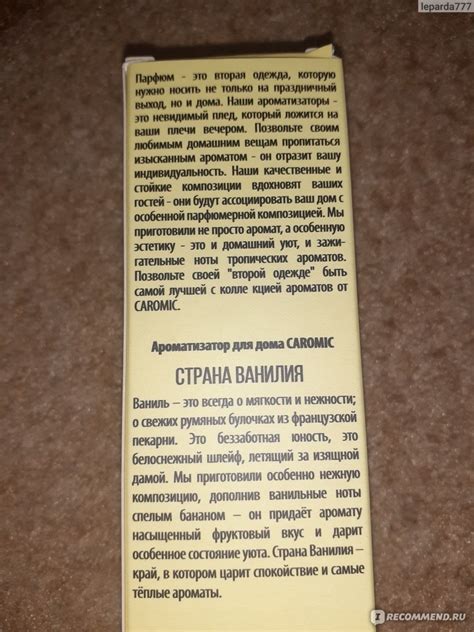 leparda777
Парфюм - это вторая одежда, которую
нужно носить не только на праздничный
выход, но и дома. Наши ароматизаторы -
это невидимый плед, который ложится на
ваши плечи вечером. Позвольте своим
любимым домашним вещам пропитаться
изысканным ароматом - он отразит вашу
индивидуальность. Наши качественные и
стойкие композиции вдохновят ваших
гостей - они будут ассоциировать ваш дом с
особенной парфюмерной композицией. Мы
приготовили не просто аромат, а особенную
эстетику - это и домашний уют, и зажи-
гательные ноты тропических ароматов.
Позвольте своей "второй одежде" быть
самой лучшей с колле кцией ароматов от
CAROMIC.
Ароматизатор для дома CAROMIC
СТРАНА ВАНИЛИЯ
Ваниль – это всегда о мягкости и нежности;
о свежих румяных булочках из французской
пекарни. Это беззаботная юность, это
белоснежный шлейф, летящий за изящной
дамой. Мы приготовили особенно нежную
композицию, дополнив ванильные ноты
спелым бананом – он придаёт аромату
насыщенный фруктовый вкус и дарит
особенное состояние уюта. Страна Ванилия –
край, в котором царит спокойствие и самые
тёплые ароматы.
IRECOMMEND.RU